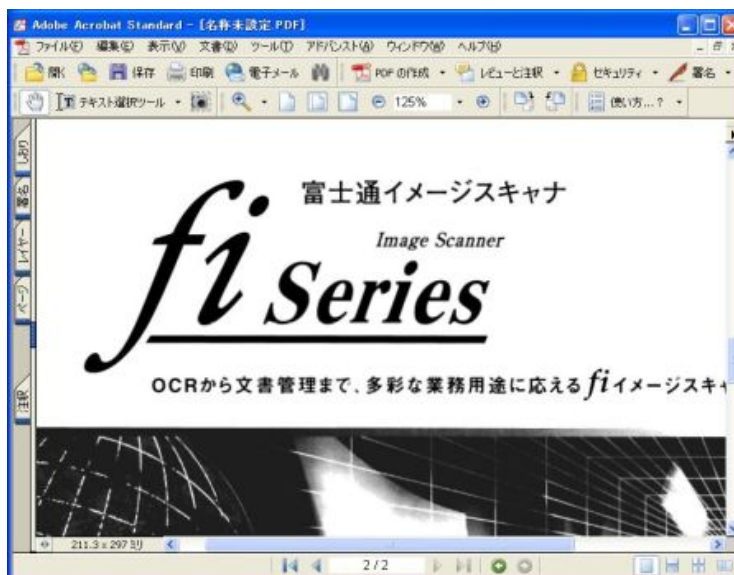 Adobe Acrobat Standard - [名称未設定.PDF]
ファイル(F) 編集(E) 表示(V) 文書(D) ツール(T) アドバンスト(A) ウィンドウ(W) ヘルプ(H)
開く 保存 印刷 電子メール PDF の作成 レビューと注釈 セキュリティ 署名
テキスト選択ツール 125% 使い方...?
しおり
署名
レイヤー
ページ
注釈
富士通イメージスキャナ
Image Scanner
fi Series
OCRから文書管理まで、多彩な業務用途に応える fiイメージスキャ
211.3 x 297 ミリ
2 / 2